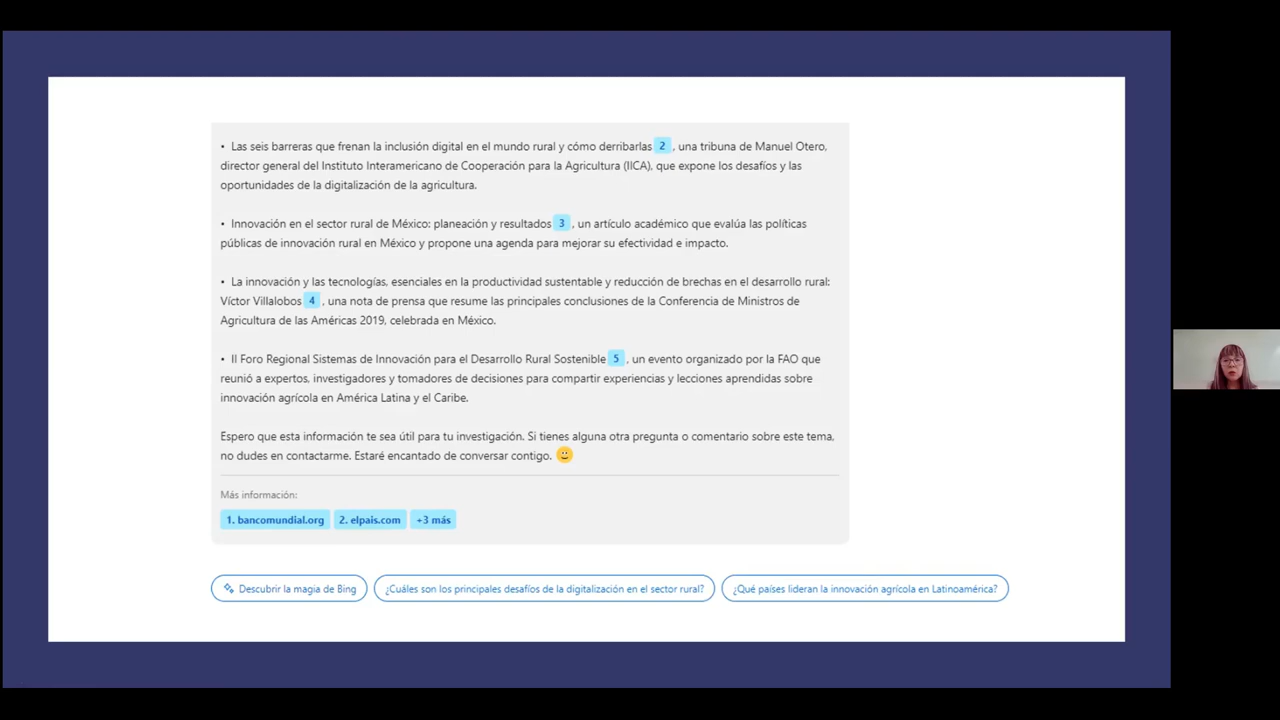 • Las seis barreras que frenan la inclusión digital en el mundo rural y cómo derribarlas 2 , una tribuna de Manuel Otero,
director general del Instituto Interamericano de Cooperación para la Agricultura (IICA), que expone los desafíos y las
oportunidades de la digitalización de la agricultura.
• Innovación en el sector rural de México: planeación y resultados 3 , un artículo académico que evalúa las políticas
públicas de innovación rural en México y propone una agenda para mejorar su efectividad e impacto.
• La innovación y las tecnologías, esenciales en la productividad sustentable y reducción de brechas en el desarrollo rural:
Víctor Villalobos 4 , una nota de prensa que resume las principales conclusiones de la Conferencia de Ministros de
Agricultura de las Américas 2019, celebrada en México.
• II Foro Regional Sistemas de Innovación para el Desarrollo Rural Sostenible 5 , un evento organizado por la FAO que
reunió a expertos, investigadores y tomadores de decisiones para compartir experiencias y lecciones aprendidas sobre
innovación agrícola en América Latina y el Caribe.
Espero que esta información te sea útil para tu investigación. Si tienes alguna otra pregunta o comentario sobre este tema,
no dudes en contactarme. Estaré encantado de conversar contigo. 🙂
Más información:
1. bancomundial.org 2. elpais.com +3 más
Descubrir la magia de Bing ¿Cuáles son los principales desafíos de la digitalización en el sector rural? ¿Qué países lideran la innovación agrícola en Latinoamérica?